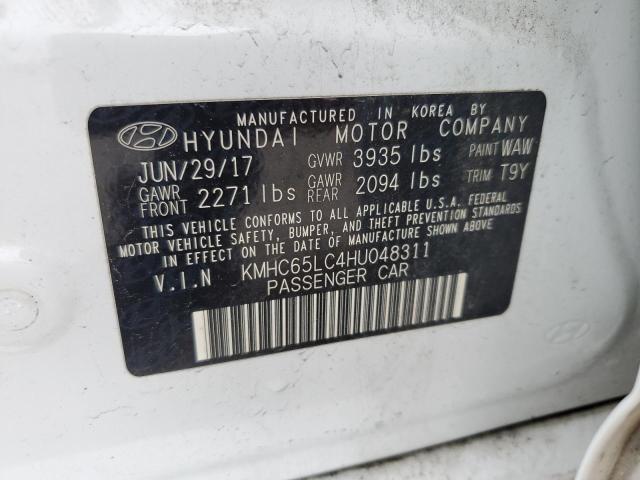 MANUFACTURED IN KOREA BY
HYUNDAI MOTOR COMPANY
JUN/29/17 GVWR 3935 lbs PAINT WAW
GAWR FRONT 2271 lbs GAWR REAR 2094 lbs TRIM T9Y
THIS VEHICLE CONFORMS TO ALL APPLICABLE U.S.A. FEDERAL
MOTOR VEHICLE SAFETY, BUMPER, AND THEFT PREVENTION STANDARDS
IN EFFECT ON THE DATE OF MANUFACTURE SHOWN ABOVE
V.I.N KMHC65LC4HU048311
PASSENGER CAR